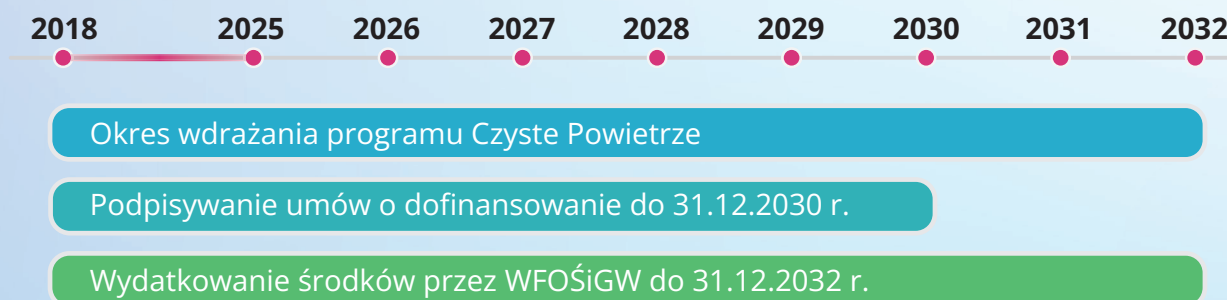 2018 2025 2026 2027 2028 2029 2030 2031 2032
Okres wdrażania programu Czyste Powietrze
Podpisywanie umów o dofinansowanie do 31.12.2030 r.
Wydatkowanie środków przez WFOŚiGW do 31.12.2032 r.